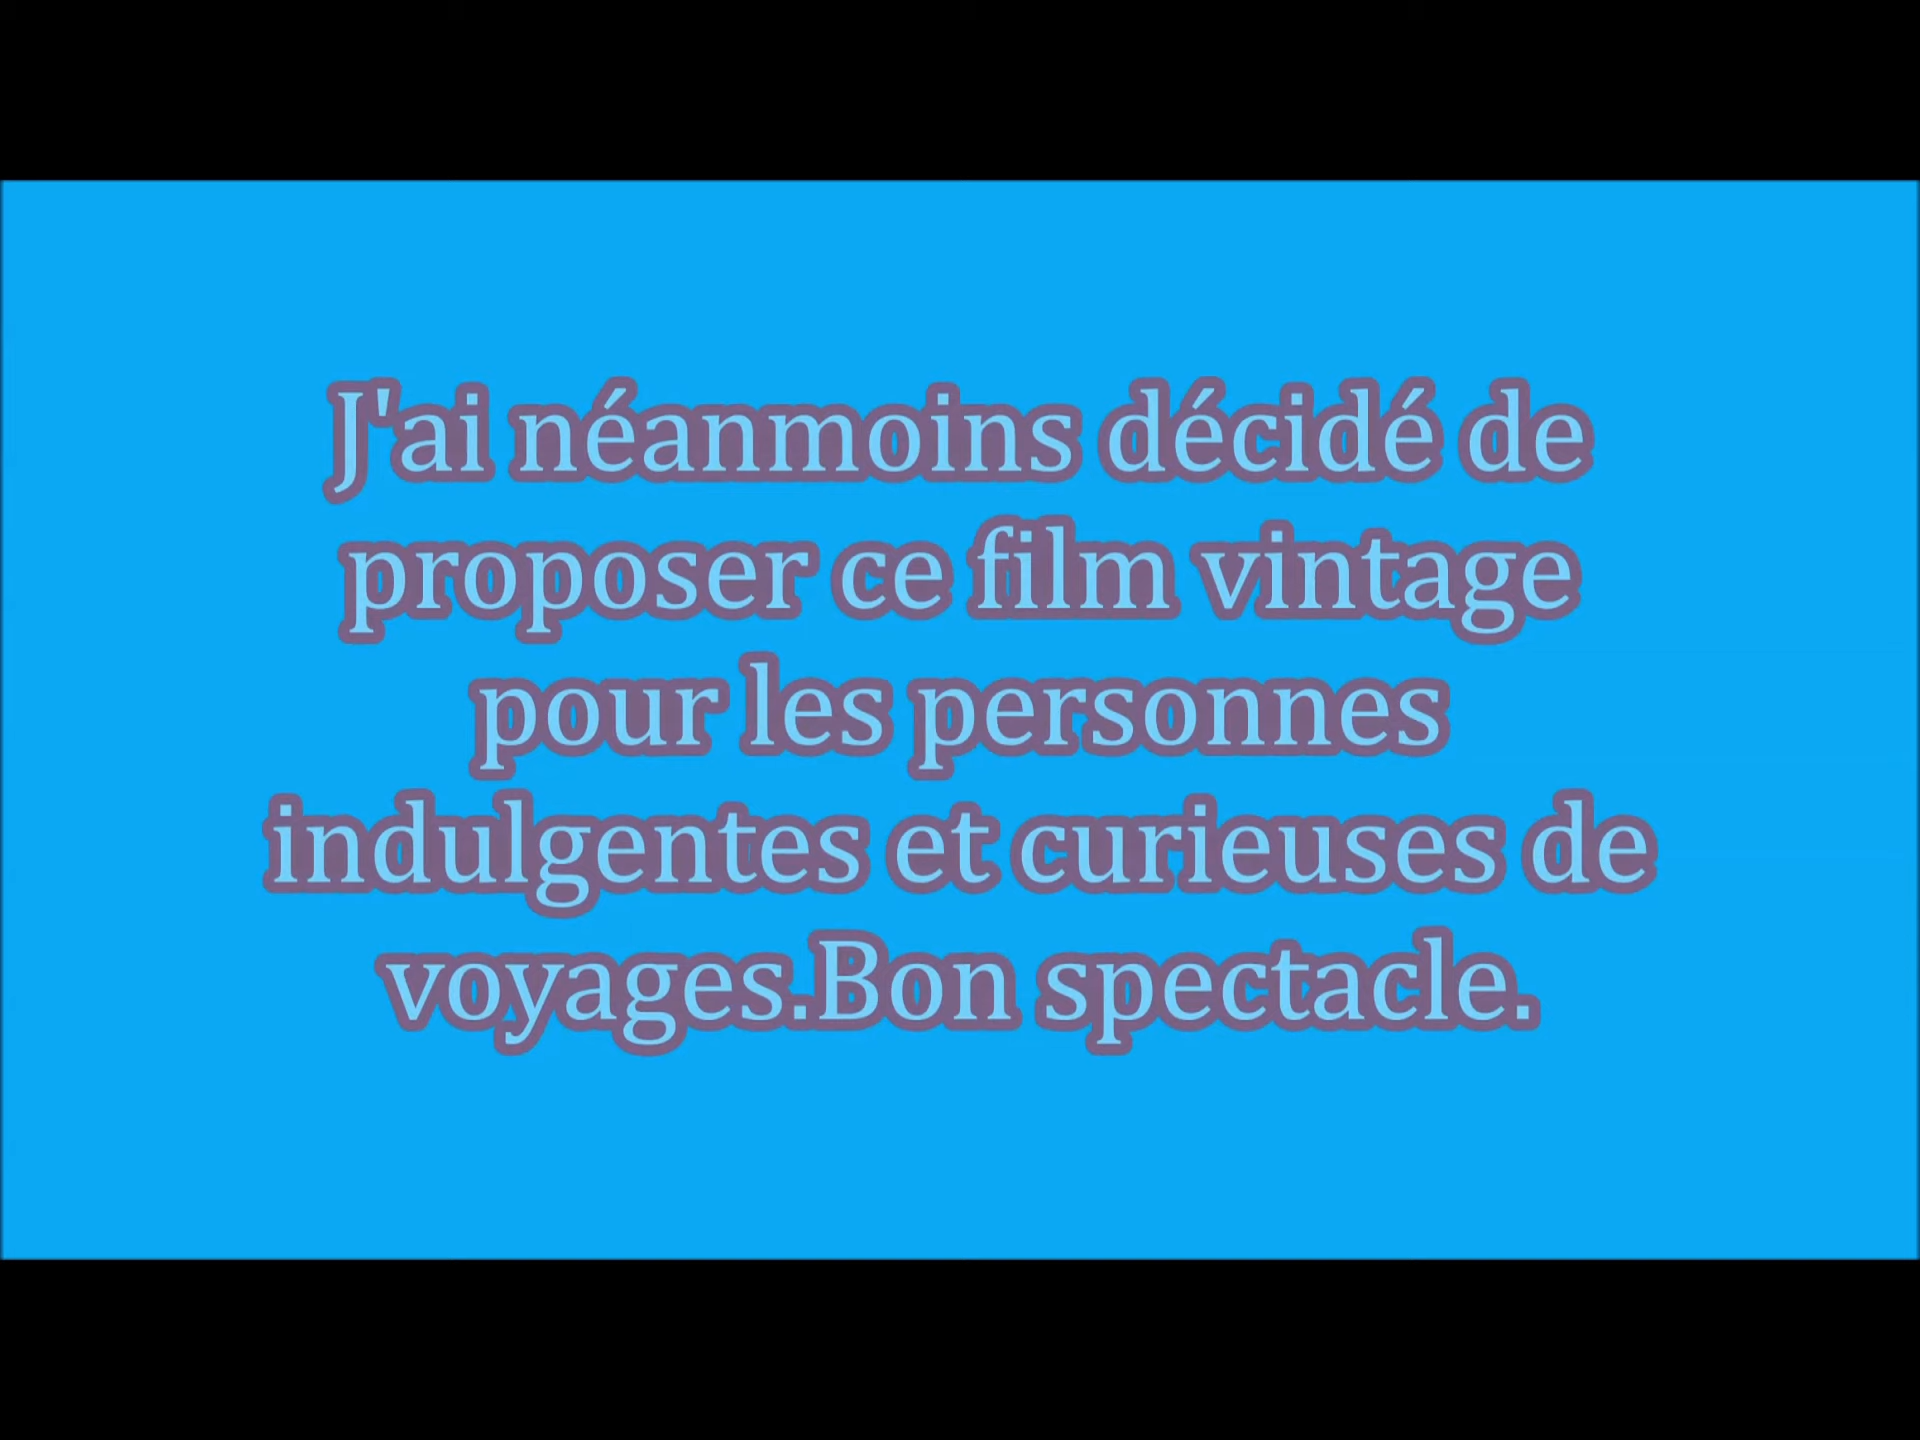 J'ai néanmoins décidé de
proposer ce film vintage
pour les personnes
indulgentes et curieuses de
voyages.Bon spectacle.